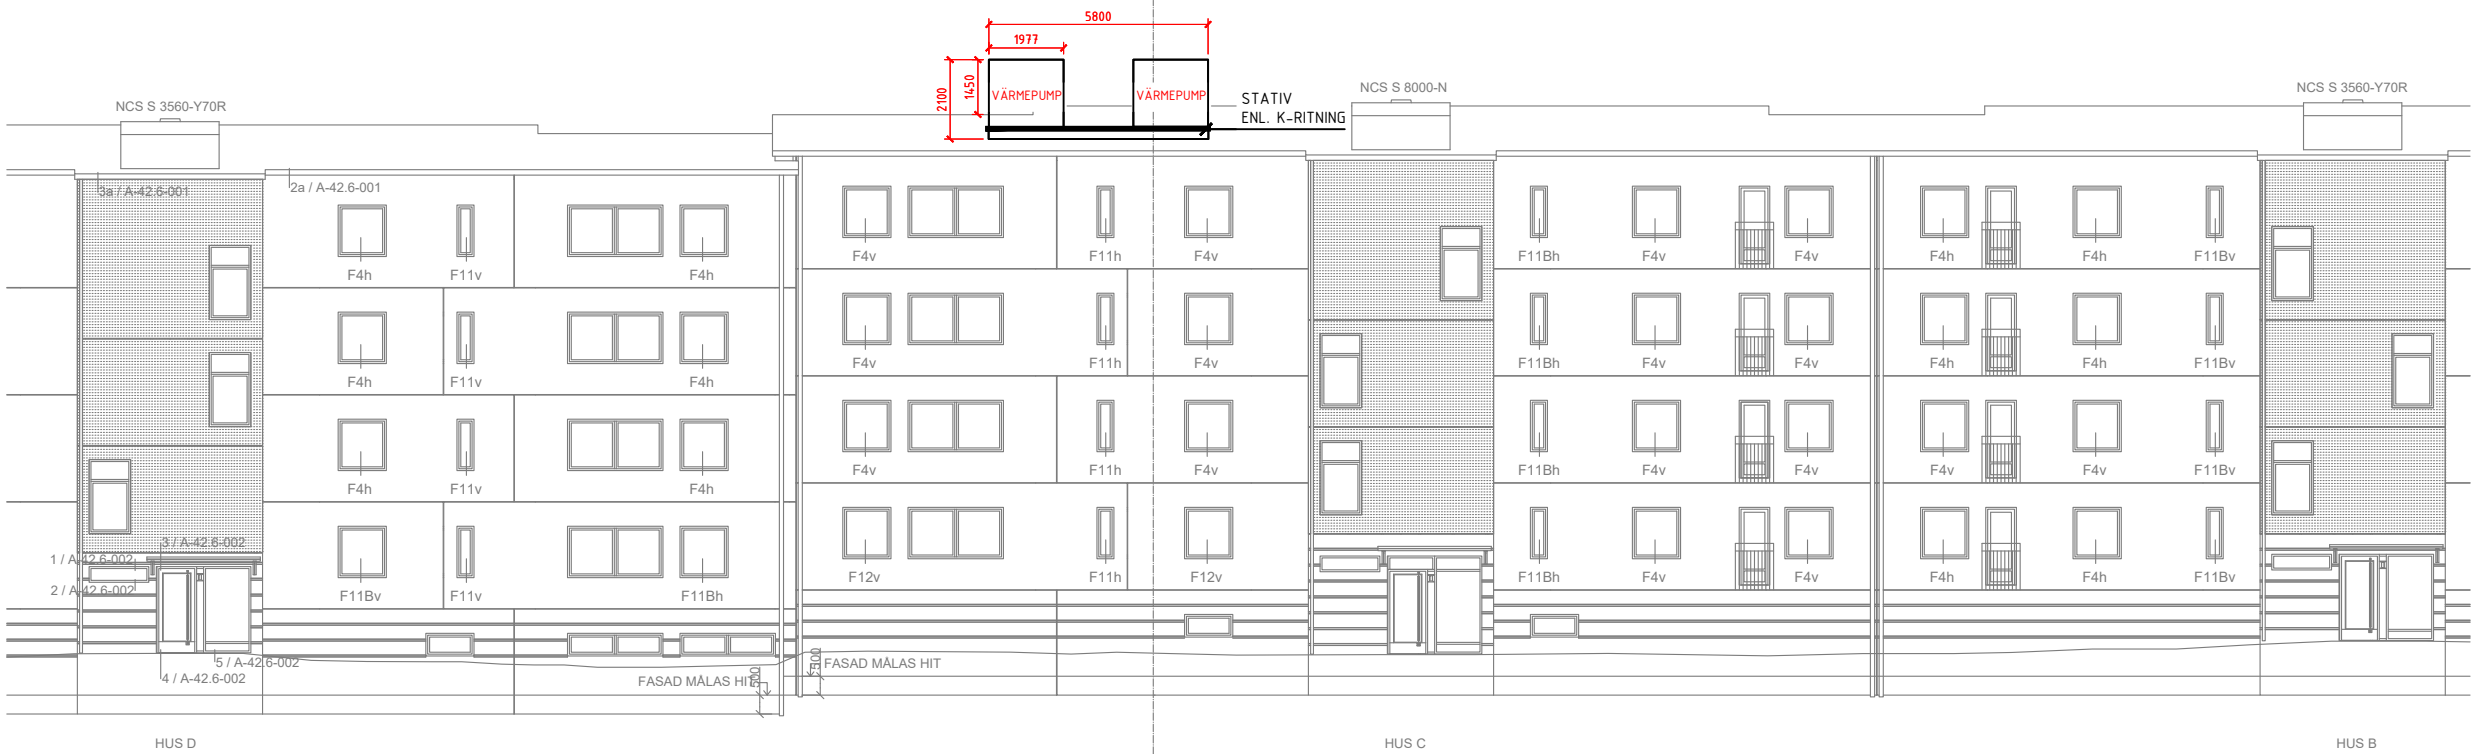 5800
1977
2100
1450
VÄRMEPUMP
VÄRMEPUMP
STATIV
ENL. K-RITNING
NCS S 3560-Y70R
NCS S 8000-N
NCS S 3560-Y70R
3a / A-42.6-001
2a / A-42.6-001
F4h
F11v
F4h
F4v
F11h
F4v
F11Bh
F4v
F4v
F4h
F4h
F11Bv
F4h
F11v
F4h
F4v
F11h
F4v
F11Bh
F4v
F4v
F4h
F4h
F11Bv
F4h
F11v
F4h
F4v
F11h
F4v
F11Bh
F4v
F4v
F4v
F4v
F11Bv
F11Bv
F11v
F11Bh
F12v
F11h
F12v
F11Bh
F4v
F4v
F4h
F4h
F11Bv
3 / A-42.6-002
1 / A-42.6-002
2 / A-42.6-002
5 / A-42.6-002
4 / A-42.6-002
FASAD MÅLAS HIT
500
500
FASAD MÅLAS HIT
HUS D
HUS C
HUS B